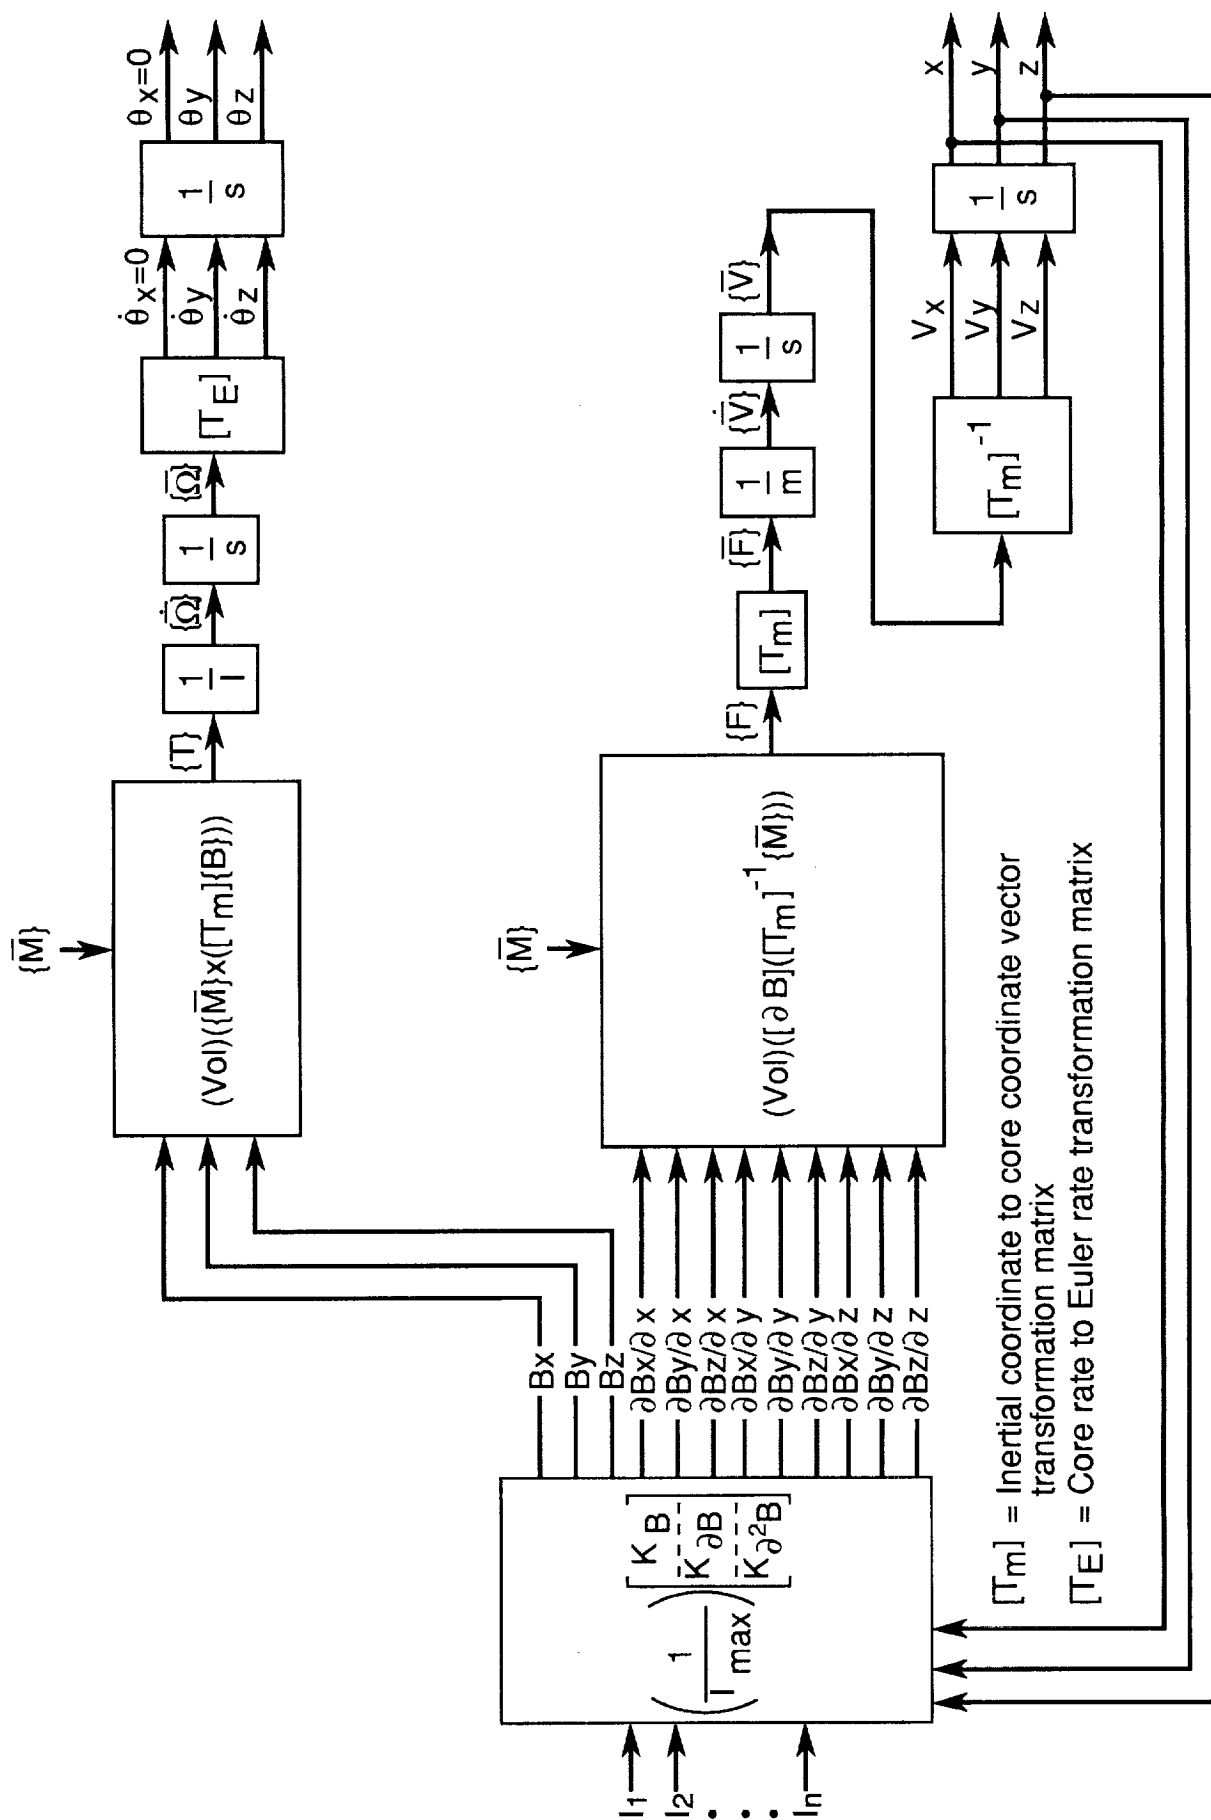 I1
I2
• • •
In
(1/Imax) [KB / K∂B / K∂²B]
Bx
By
Bz
∂Bx/∂x
∂By/∂x
∂Bz/∂x
∂Bx/∂y
∂By/∂y
∂Bz/∂y
∂Bx/∂z
∂By/∂z
∂Bz/∂z
{M̅}
(Vol)({M̅}x([Tm]{B}))
{T̅}
1/I
{Ω̅̇}
1/s
{Ω̅}
[TE]
θ̇x=0
θ̇y
θ̇z
1/s
θx=0
θy
θz
{M̅}
(Vol)([∂B]([Tm]⁻¹{M̅}))
{F}
[Tm]
{F̅}
1/m
{V̅̇}
1/s
{V̅}
[Tm]⁻¹
Vx
Vy
Vz
1/s
x
y
z
[Tm] = Inertial coordinate to core coordinate vector
transformation matrix
[TE] = Core rate to Euler rate transformation matrix